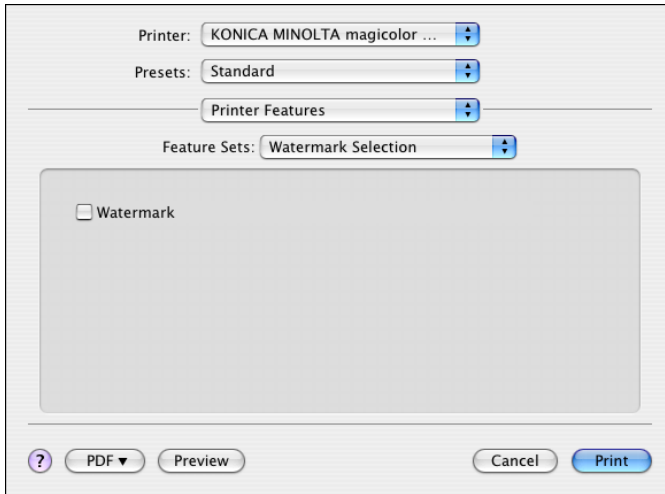 Printer: KONICA MINOLTA magicolor ...
Presets: Standard
Printer Features
Feature Sets: Watermark Selection
Watermark
? PDF ▼ Preview Cancel Print